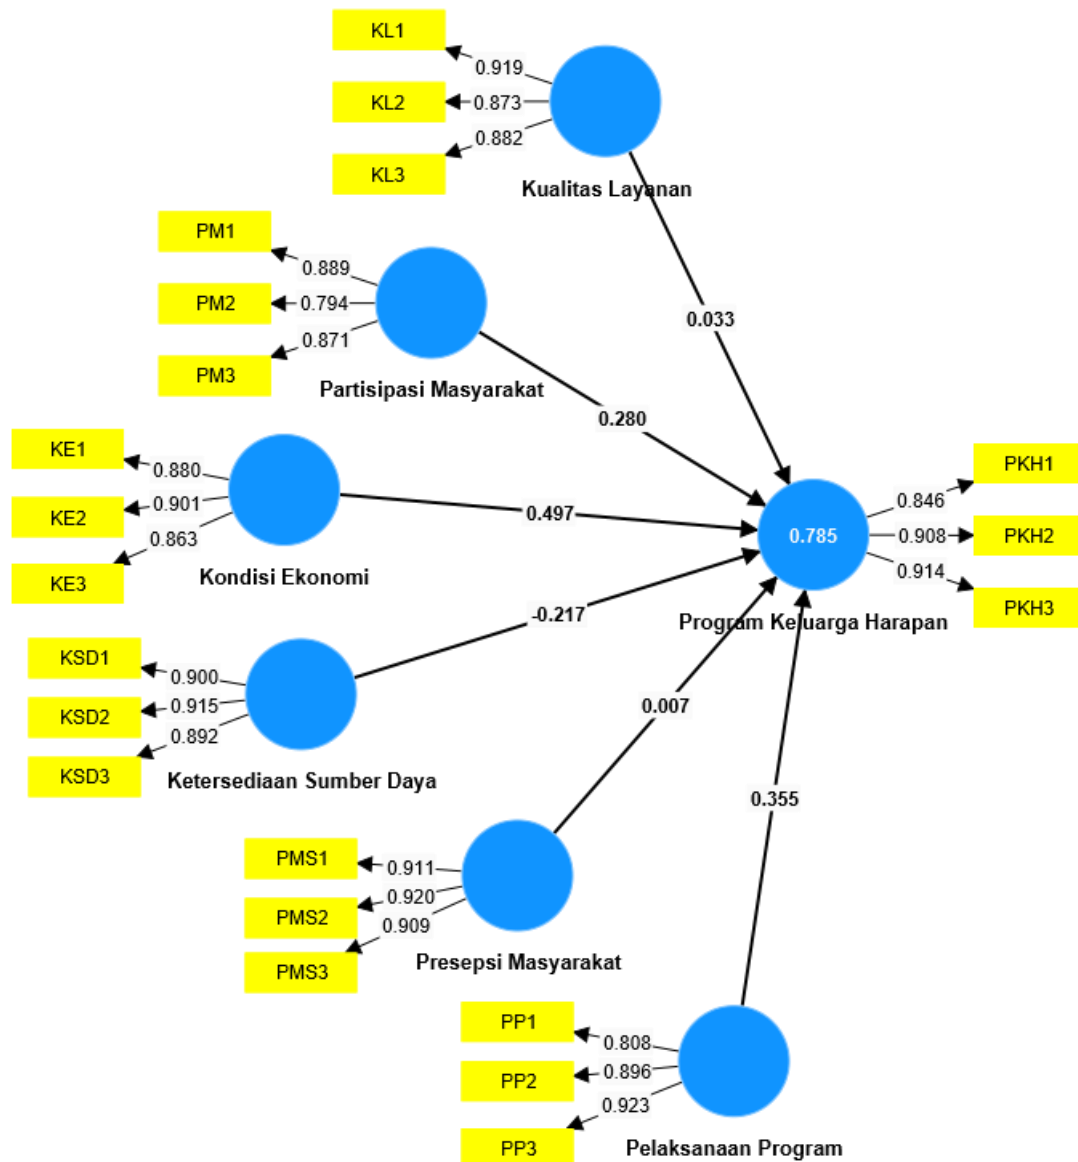 KL1
0.919
KL2
0.873
0.882
KL3
Kualitas Layanan
PM1
0.889
PM2
0.794
0.871
PM3
Partisipasi Masyarakat
0.033
0.280
KE1
0.880
KE2
0.901
0.863
KE3
Kondisi Ekonomi
0.497
0.785
0.846
PKH1
0.908
PKH2
0.914
PKH3
Program Keluarga Harapan
-0.217
KSD1
0.900
KSD2
0.915
0.892
KSD3
Ketersediaan Sumber Daya
0.007
0.355
PMS1
0.911
PMS2
0.920
0.909
PMS3
Presepsi Masyarakat
PP1
0.808
PP2
0.896
0.923
PP3
Pelaksanaan Program